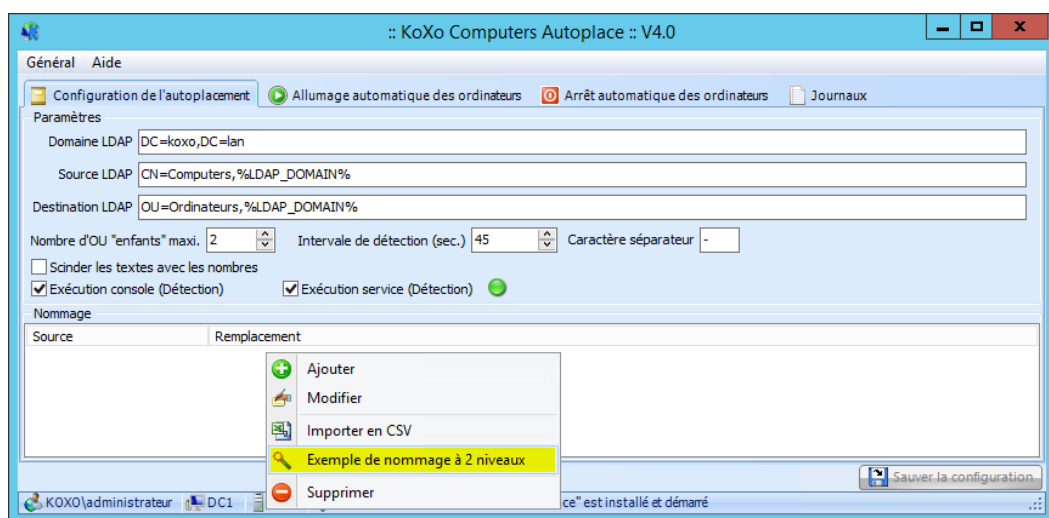 :: KoXo Computers Autoplace :: V4.0
Général Aide
Configuration de l'autoplacement Allumage automatique des ordinateurs Arrêt automatique des ordinateurs Journaux
Paramètres
Domaine LDAP DC=koxo,DC=lan
Source LDAP CN=Computers,%LDAP_DOMAIN%
Destination LDAP OU=Ordinateurs,%LDAP_DOMAIN%
Nombre d'OU "enfants" maxi. 2 Intervale de détection (sec.) 45 Caractère séparateur -
Scinder les textes avec les nombres
Exécution console (Détection) Exécution service (Détection)
Nommage
Source Remplacement
Ajouter
Modifier
Importer en CSV
Exemple de nommage à 2 niveaux
Supprimer
Sauver la configuration
KOXO\administrateur DC1 ce" est installé et démarré